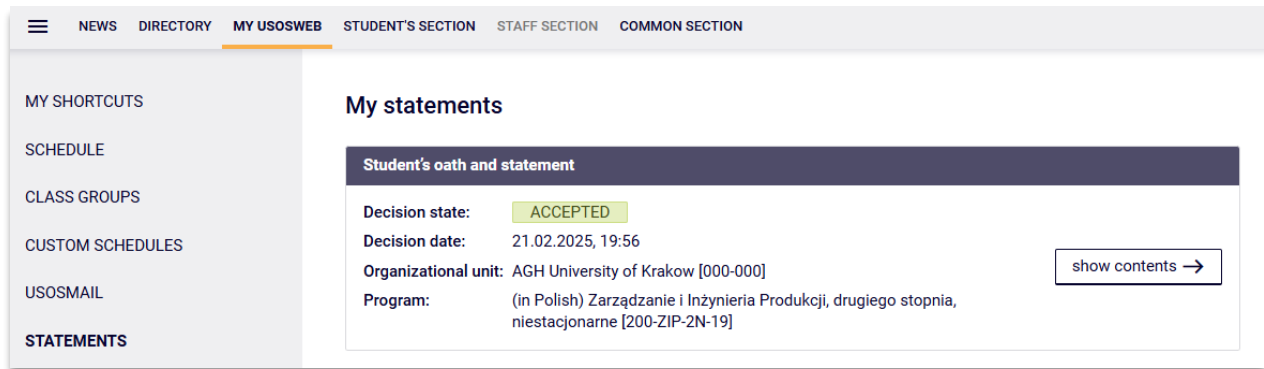 NEWS DIRECTORY MY USOSWEB STUDENT'S SECTION STAFF SECTION COMMON SECTION
MY SHORTCUTS
SCHEDULE
CLASS GROUPS
CUSTOM SCHEDULES
USOSMAIL
STATEMENTS
My statements
Student's oath and statement
Decision state: ACCEPTED
Decision date: 21.02.2025, 19:56
Organizational unit: AGH University of Krakow [000-000]
Program: (in Polish) Zarządzanie i Inżynieria Produkcji, drugiego stopnia,
niestacjonarne [200-ZIP-2N-19]
show contents →